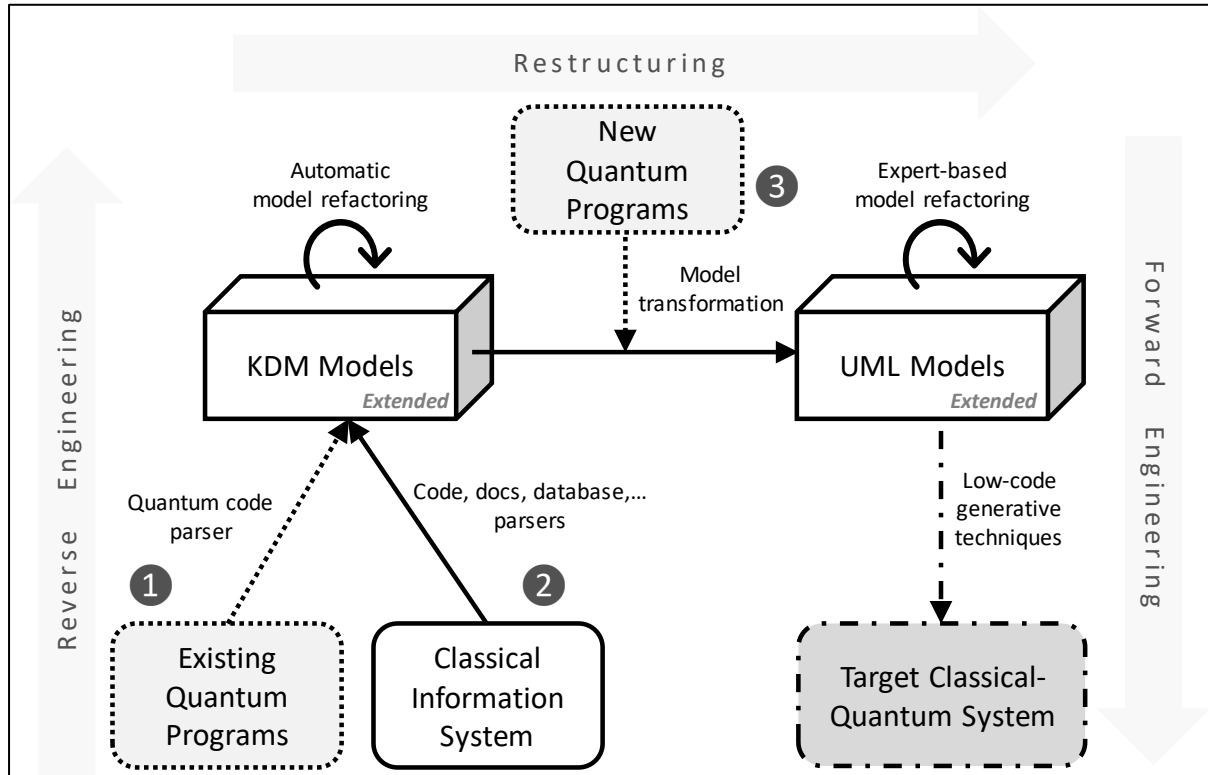 Restructuring
New
Quantum
Programs
3
Automatic
model refactoring
Expert-based
model refactoring
Model
transformation
KDM Models
Extended
UML Models
Extended
Reverse Engineering
Forward Engineering
Quantum code
parser
Code, docs, database,...
parsers
Low-code
generative
techniques
1
2
Existing
Quantum
Programs
Classical
Information
System
Target Classical-
Quantum System